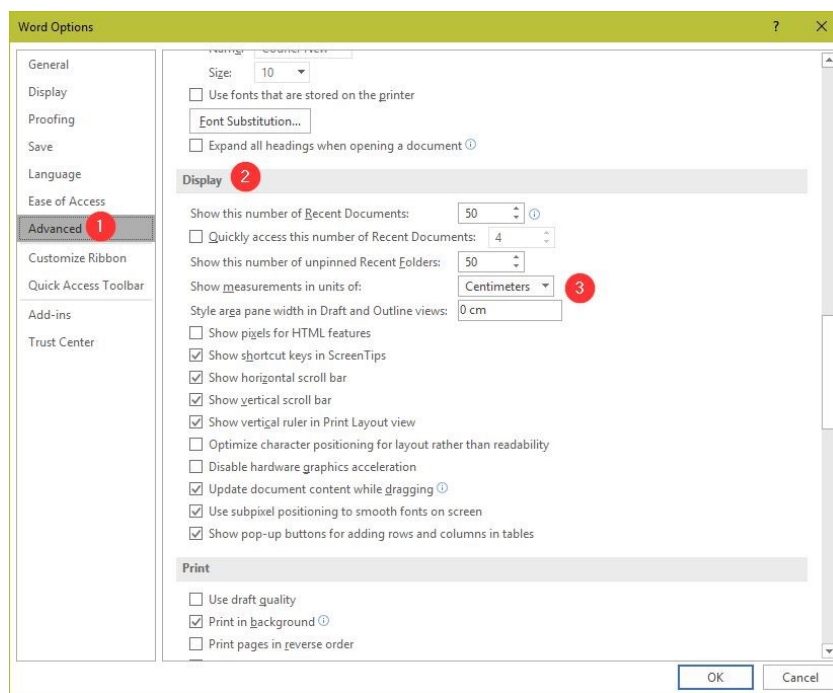 Word Options ? ×
General
Display
Proofing
Save
Language
Ease of Access
Advanced 1
Customize Ribbon
Quick Access Toolbar
Add-ins
Trust Center
Name: Courier New
Size: 10
Use fonts that are stored on the printer
Font Substitution...
Expand all headings when opening a document
Display 2
Show this number of Recent Documents: 50
Quickly access this number of Recent Documents: 4
Show this number of unpinned Recent Folders: 50
Show measurements in units of: Centimeters 3
Style area pane width in Draft and Outline views: 0 cm
Show pixels for HTML features
Show shortcut keys in ScreenTips
Show horizontal scroll bar
Show vertical scroll bar
Show vertical ruler in Print Layout view
Optimize character positioning for layout rather than readability
Disable hardware graphics acceleration
Update document content while dragging
Use subpixel positioning to smooth fonts on screen
Show pop-up buttons for adding rows and columns in tables
Print
Use draft quality
Print in background
Print pages in reverse order
OK Cancel